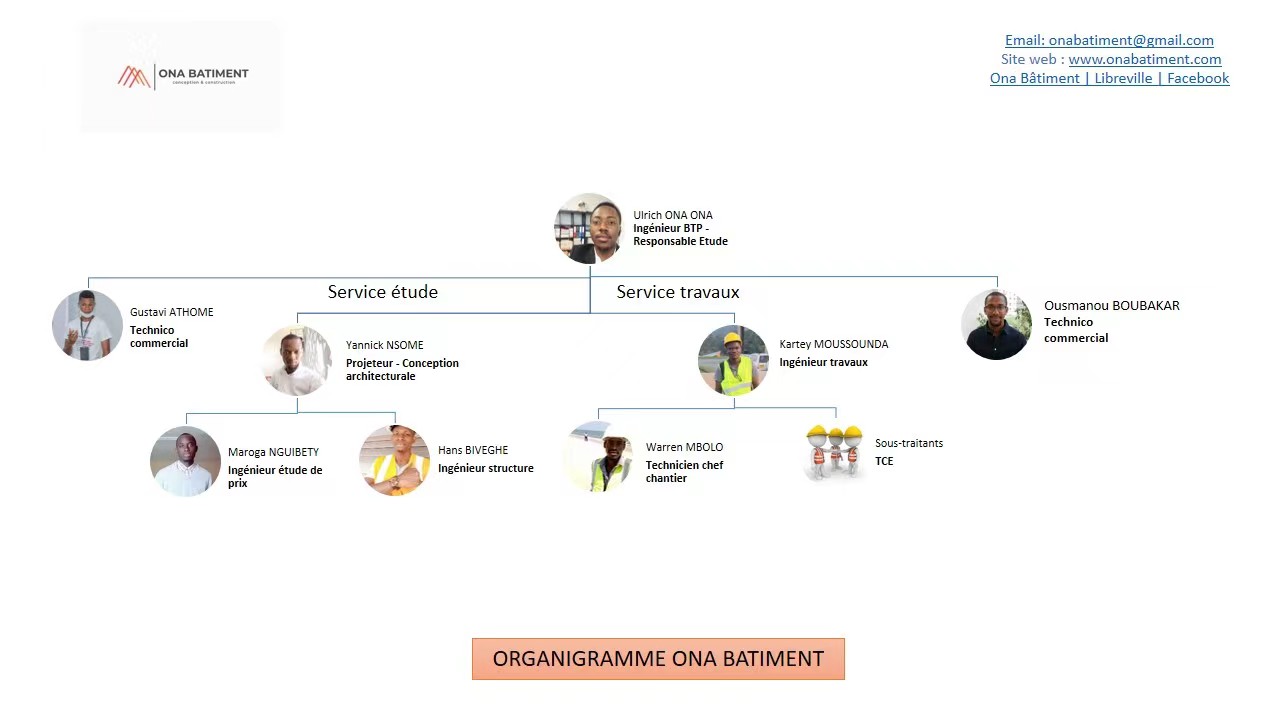 ONA BATIMENT
conception & construction
Email: onabatiment@gmail.com
Site web : www.onabatiment.com
Ona Bâtiment | Libreville | Facebook
Ulrich ONA ONA
Ingénieur BTP -
Responsable Etude
Service étude
Service travaux
Gustavi ATHOME
Technico
commercial
Yannick NSOME
Projeteur - Conception
architecturale
Kartey MOUSSOUNDA
Ingénieur travaux
Ousmanou BOUBAKAR
Technico
commercial
Maroga NGUIBETY
Ingénieur étude de
prix
Hans BIVEGHE
Ingénieur structure
Warren MBOLO
Technicien chef
chantier
Sous-traitants
TCE
ORGANIGRAMME ONA BATIMENT